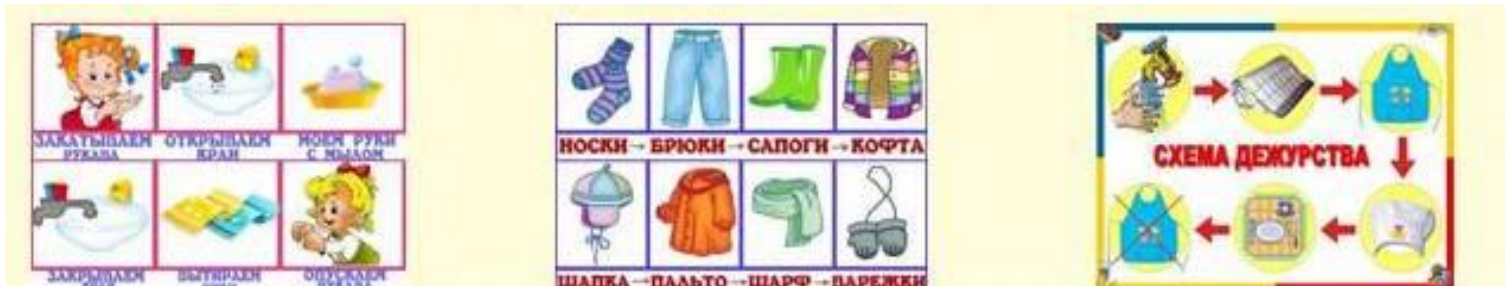 ЗАКАТЫВАЕМ ОТКРЫВАЕМ МОЕМ РУКИ
РУКАВА КРАН С МЫЛОМ
ЗАКРЫВАЕМ ВЫТИРАЕМ ОПУСКАЕМ
НОСКИ→БРЮКИ→САПОГИ→КОФТА
ШАПКА→ПАЛЬТО→ШАРФ→ВАРЕЖКИ
СХЕМА ДЕЖУРСТВА